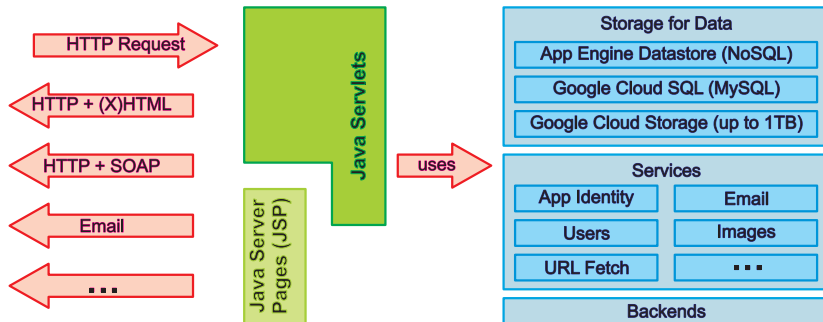 HTTP Request
HTTP + (X)HTML
HTTP + SOAP
Email
...
Java Servlets
Java Server
Pages (JSP)
uses
Storage for Data
App Engine Datastore (NoSQL)
Google Cloud SQL (MySQL)
Google Cloud Storage (up to 1TB)
Services
App Identity
Email
Users
Images
URL Fetch
...
Backends